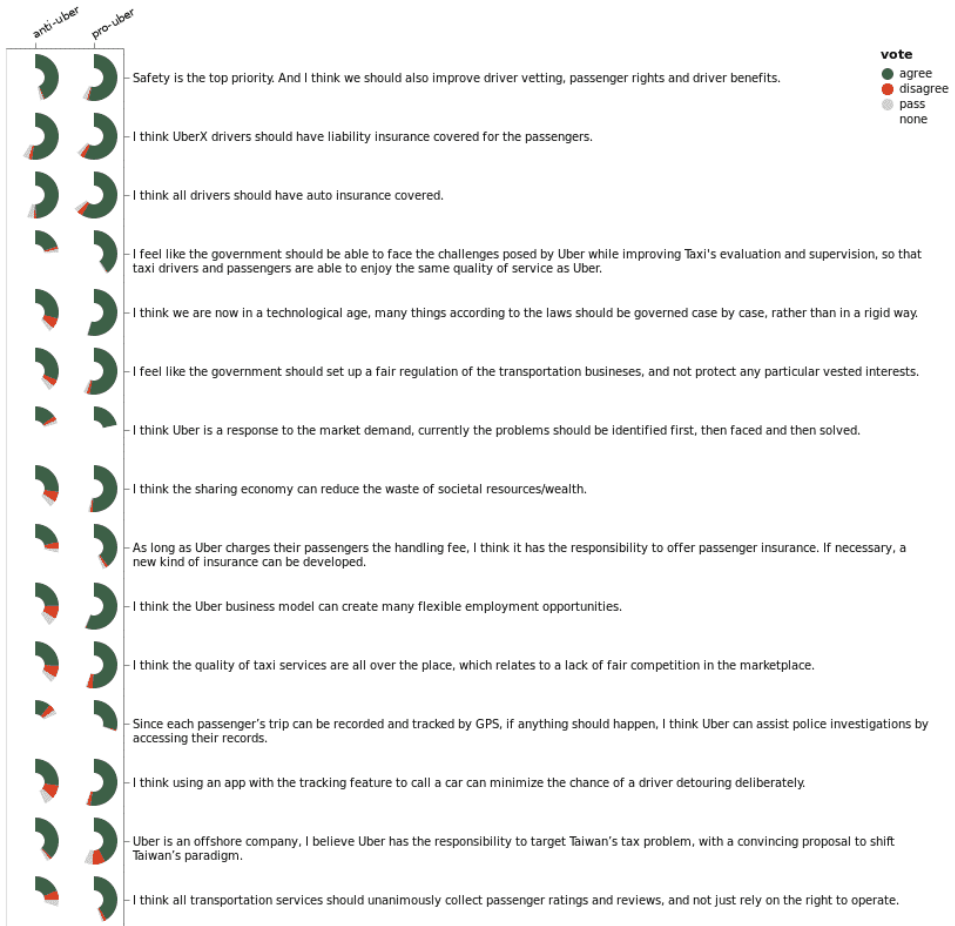 anti-uber
pro-uber
vote
agree
disagree
pass
none
Safety is the top priority. And I think we should also improve driver vetting, passenger rights and driver benefits.
I think UberX drivers should have liability insurance covered for the passengers.
I think all drivers should have auto insurance covered.
I feel like the government should be able to face the challenges posed by Uber while improving Taxi's evaluation and supervision, so that
taxi drivers and passengers are able to enjoy the same quality of service as Uber.
I think we are now in a technological age, many things according to the laws should be governed case by case, rather than in a rigid way.
I feel like the government should set up a fair regulation of the transportation busineses, and not protect any particular vested interests.
I think Uber is a response to the market demand, currently the problems should be identified first, then faced and then solved.
I think the sharing economy can reduce the waste of societal resources/wealth.
As long as Uber charges their passengers the handling fee, I think it has the responsibility to offer passenger insurance. If necessary, a
new kind of insurance can be developed.
I think the Uber business model can create many flexible employment opportunities.
I think the quality of taxi services are all over the place, which relates to a lack of fair competition in the marketplace.
Since each passenger’s trip can be recorded and tracked by GPS, if anything should happen, I think Uber can assist police investigations by
accessing their records.
I think using an app with the tracking feature to call a car can minimize the chance of a driver detouring deliberately.
Uber is an offshore company, I believe Uber has the responsibility to target Taiwan’s tax problem, with a convincing proposal to shift
Taiwan’s paradigm.
I think all transportation services should unanimously collect passenger ratings and reviews, and not just rely on the right to operate.